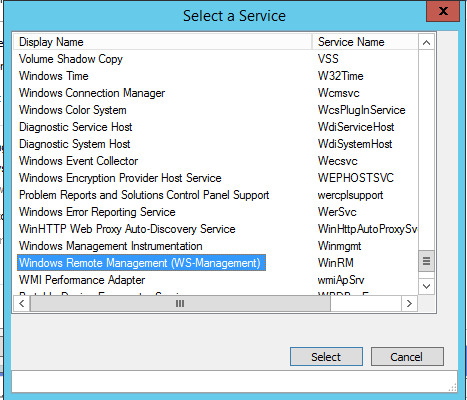 Select a Service
Display Name Service Name
Volume Shadow Copy VSS
Windows Time W32Time
Windows Connection Manager Wcmsvc
Windows Color System WcsPlugInService
Diagnostic Service Host WdiServiceHost
Diagnostic System Host WdiSystemHost
Windows Event Collector Wecsvc
Windows Encryption Provider Host Service WEPHOSTSVC
Problem Reports and Solutions Control Panel Support wercplsupport
Windows Error Reporting Service WerSvc
WinHTTP Web Proxy Auto-Discovery Service WinHttpAutoProxySv
Windows Management Instrumentation Winmgmt
Windows Remote Management (WS-Management) WinRM
WMI Performance Adapter wmiApSrv
Select Cancel